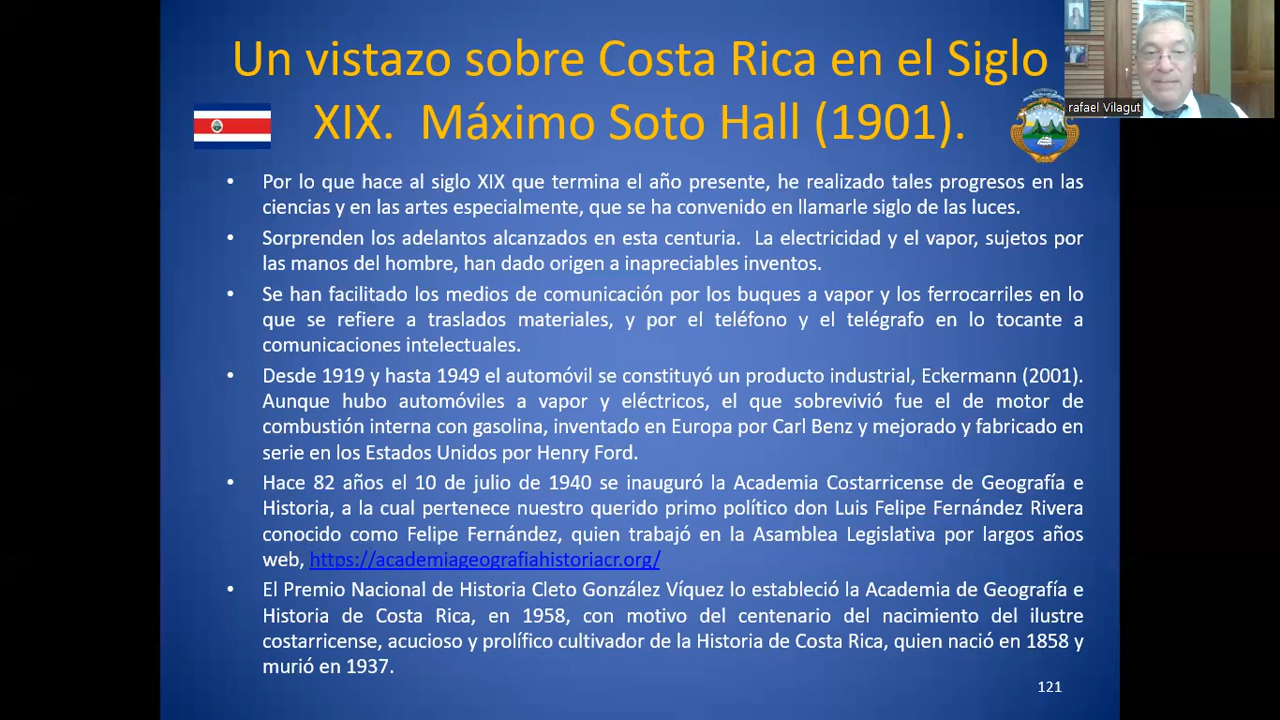 Un vistazo sobre Costa Rica en el Siglo
XIX.  Máximo Soto Hall (1901).
rafael Vilagut
• Por lo que hace al siglo XIX que termina el año presente, he realizado tales progresos en las
ciencias y en las artes especialmente, que se ha convenido en llamarle siglo de las luces.
• Sorprenden los adelantos alcanzados en esta centuria.  La electricidad y el vapor, sujetos por
las manos del hombre, han dado origen a inapreciables inventos.
• Se han facilitado los medios de comunicación por los buques a vapor y los ferrocarriles en lo
que se refiere a traslados materiales, y por el teléfono y el telégrafo en lo tocante a
comunicaciones intelectuales.
• Desde 1919 y hasta 1949 el automóvil se constituyó un producto industrial, Eckermann (2001).
Aunque hubo automóviles a vapor y eléctricos, el que sobrevivió fue el de motor de
combustión interna con gasolina, inventado en Europa por Carl Benz y mejorado y fabricado en
serie en los Estados Unidos por Henry Ford.
• Hace 82 años el 10 de julio de 1940 se inauguró la Academia Costarricense de Geografía e
Historia, a la cual pertenece nuestro querido primo político don Luis Felipe Fernández Rivera
conocido como Felipe Fernández, quien trabajó en la Asamblea Legislativa por largos años
web, https://academiageografiahistoriacr.org/
• El Premio Nacional de Historia Cleto González Víquez lo estableció la Academia de Geografía e
Historia de Costa Rica, en 1958, con motivo del centenario del nacimiento del ilustre
costarricense, acucioso y prolífico cultivador de la Historia de Costa Rica, quien nació en 1858 y
murió en 1937.
121